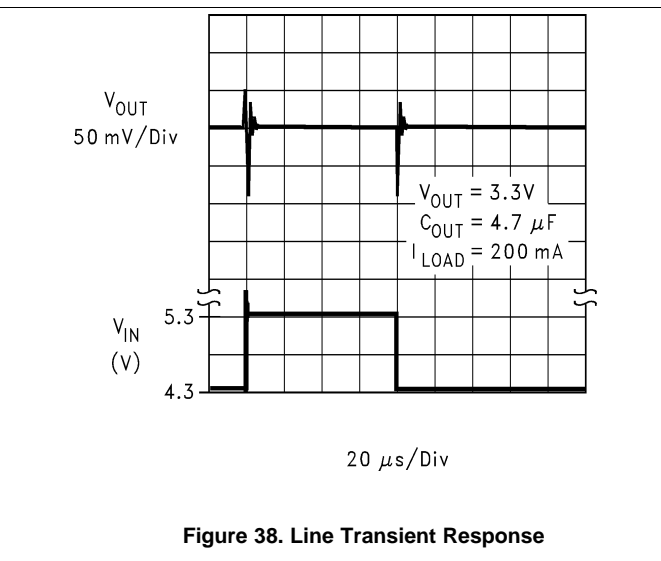 V_OUT
50 mV/Div
V_OUT = 3.3V
C_OUT = 4.7 μF
I_LOAD = 200 mA
V_IN
(V)
5.3
4.3
20 μs/Div
Figure 38. Line Transient Response